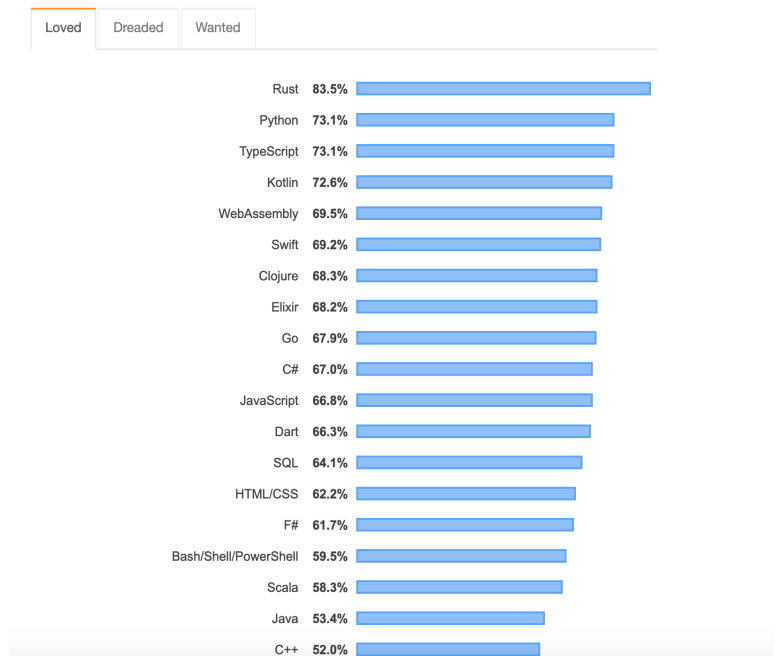 Loved Dreaded Wanted
Rust 83.5%
Python 73.1%
TypeScript 73.1%
Kotlin 72.6%
WebAssembly 69.5%
Swift 69.2%
Clojure 68.3%
Elixir 68.2%
Go 67.9%
C# 67.0%
JavaScript 66.8%
Dart 66.3%
SQL 64.1%
HTML/CSS 62.2%
F# 61.7%
Bash/Shell/PowerShell 59.5%
Scala 58.3%
Java 53.4%
C++ 52.0%